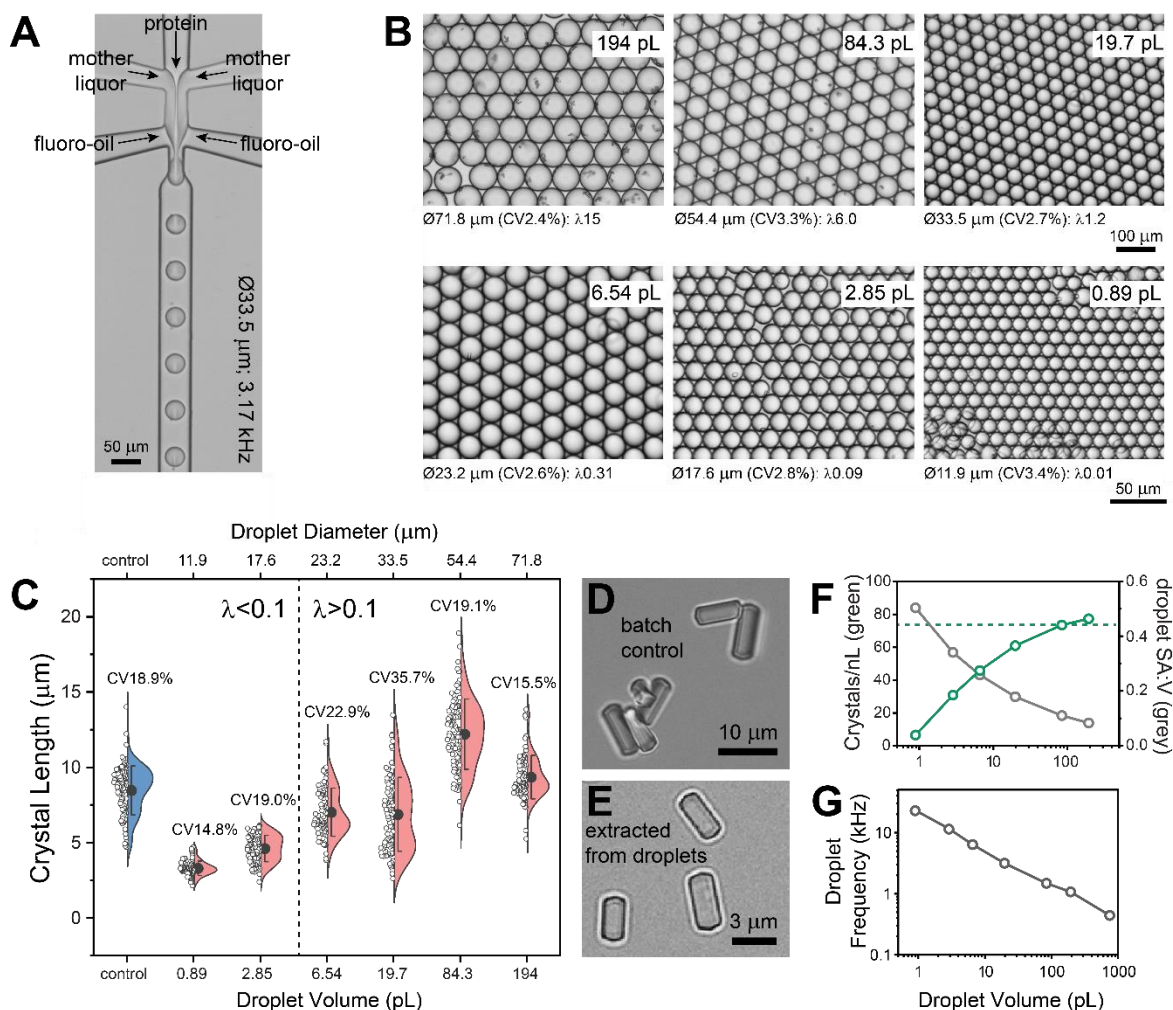 A
protein
mother
liquor
mother
liquor
fluoro-oil
fluoro-oil
Ø33.5 µm; 3.17 kHz
50 µm
B
194 pL
84.3 pL
19.7 pL
Ø71.8 µm (CV2.4%): λ15
Ø54.4 µm (CV3.3%): λ6.0
Ø33.5 µm (CV2.7%): λ1.2
100 µm
6.54 pL
2.85 pL
0.89 pL
Ø23.2 µm (CV2.6%): λ0.31
Ø17.6 µm (CV2.8%): λ0.09
Ø11.9 µm (CV3.4%): λ0.01
50 µm
C
Droplet Diameter (µm)
control 11.9 17.6 23.2 33.5 54.4 71.8
λ<0.1 λ>0.1
CV18.9%
CV14.8%
CV19.0%
CV22.9%
CV35.7%
CV19.1%
CV15.5%
Crystal Length (µm)
20
15
10
5
0
control 0.89 2.85 6.54 19.7 84.3 194
Droplet Volume (pL)
D
batch
control
10 µm
E
extracted
from droplets
3 µm
F
Crystals/nL (green)
100
80
60
40
20
0
droplet SA:V (grey)
0.6
0.4
0.2
0.0
1 10 100
G
Droplet
Frequency (kHz)
10
1
0.1
1 10 100 1000
Droplet Volume (pL)